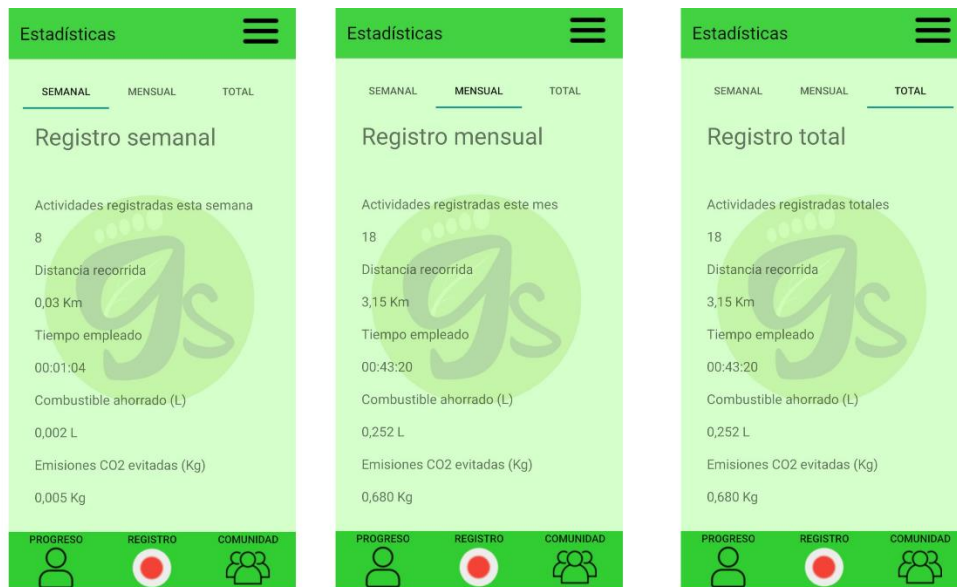 Estadísticas
SEMANAL MENSUAL TOTAL
Registro semanal
Actividades registradas esta semana
8
Distancia recorrida
0,03 Km
Tiempo empleado
00:01:04
Combustible ahorrado (L)
0,002 L
Emisiones CO2 evitadas (Kg)
0,005 Kg
PROGRESO REGISTRO COMUNIDAD
Estadísticas
SEMANAL MENSUAL TOTAL
Registro mensual
Actividades registradas este mes
18
Distancia recorrida
3,15 Km
Tiempo empleado
00:43:20
Combustible ahorrado (L)
0,252 L
Emisiones CO2 evitadas (Kg)
0,680 Kg
PROGRESO REGISTRO COMUNIDAD
Estadísticas
SEMANAL MENSUAL TOTAL
Registro total
Actividades registradas totales
18
Distancia recorrida
3,15 Km
Tiempo empleado
00:43:20
Combustible ahorrado (L)
0,252 L
Emisiones CO2 evitadas (Kg)
0,680 Kg
PROGRESO REGISTRO COMUNIDAD
gs
gs
gs